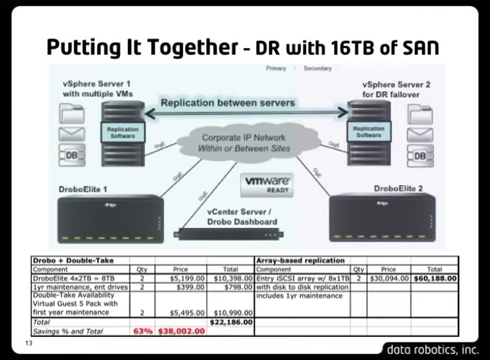 Putting It Together - DR with 16TB of SAN
Primary Secondary
vSphere Server 1
with multiple VMs
vSphere Server 2
for DR failover
Replication between servers
Replication
Software
Replication
Software
DB
DB
Corporate IP Network
Within or Between Sites
GigE
GigE
GigE
GigE
GigE
DroboElite 1
vmware
READY
DroboElite 2
vCenter Server /
Drobo Dashboard
Drobo + Double-Take Array-based replication
Component Qty Price Total Component Qty Price Total
DroboElite 4x2TB = 8TB 2 $5,199.00 $10,398.00 Entry iSCSI array w/ 8x1TB 2 $30,094.00 $60,188.00
1yr maintenance, ent drives 2 $399.00 $798.00 with disk to disk replication
Double-Take Availability includes 1yr maintenance
Virtual Guest 5 Pack with
first year maintenance 2 $5,495.00 $10,990.00
Total $22,186.00
Savings % and Total 63% $38,002.00
13
data robotics, inc.